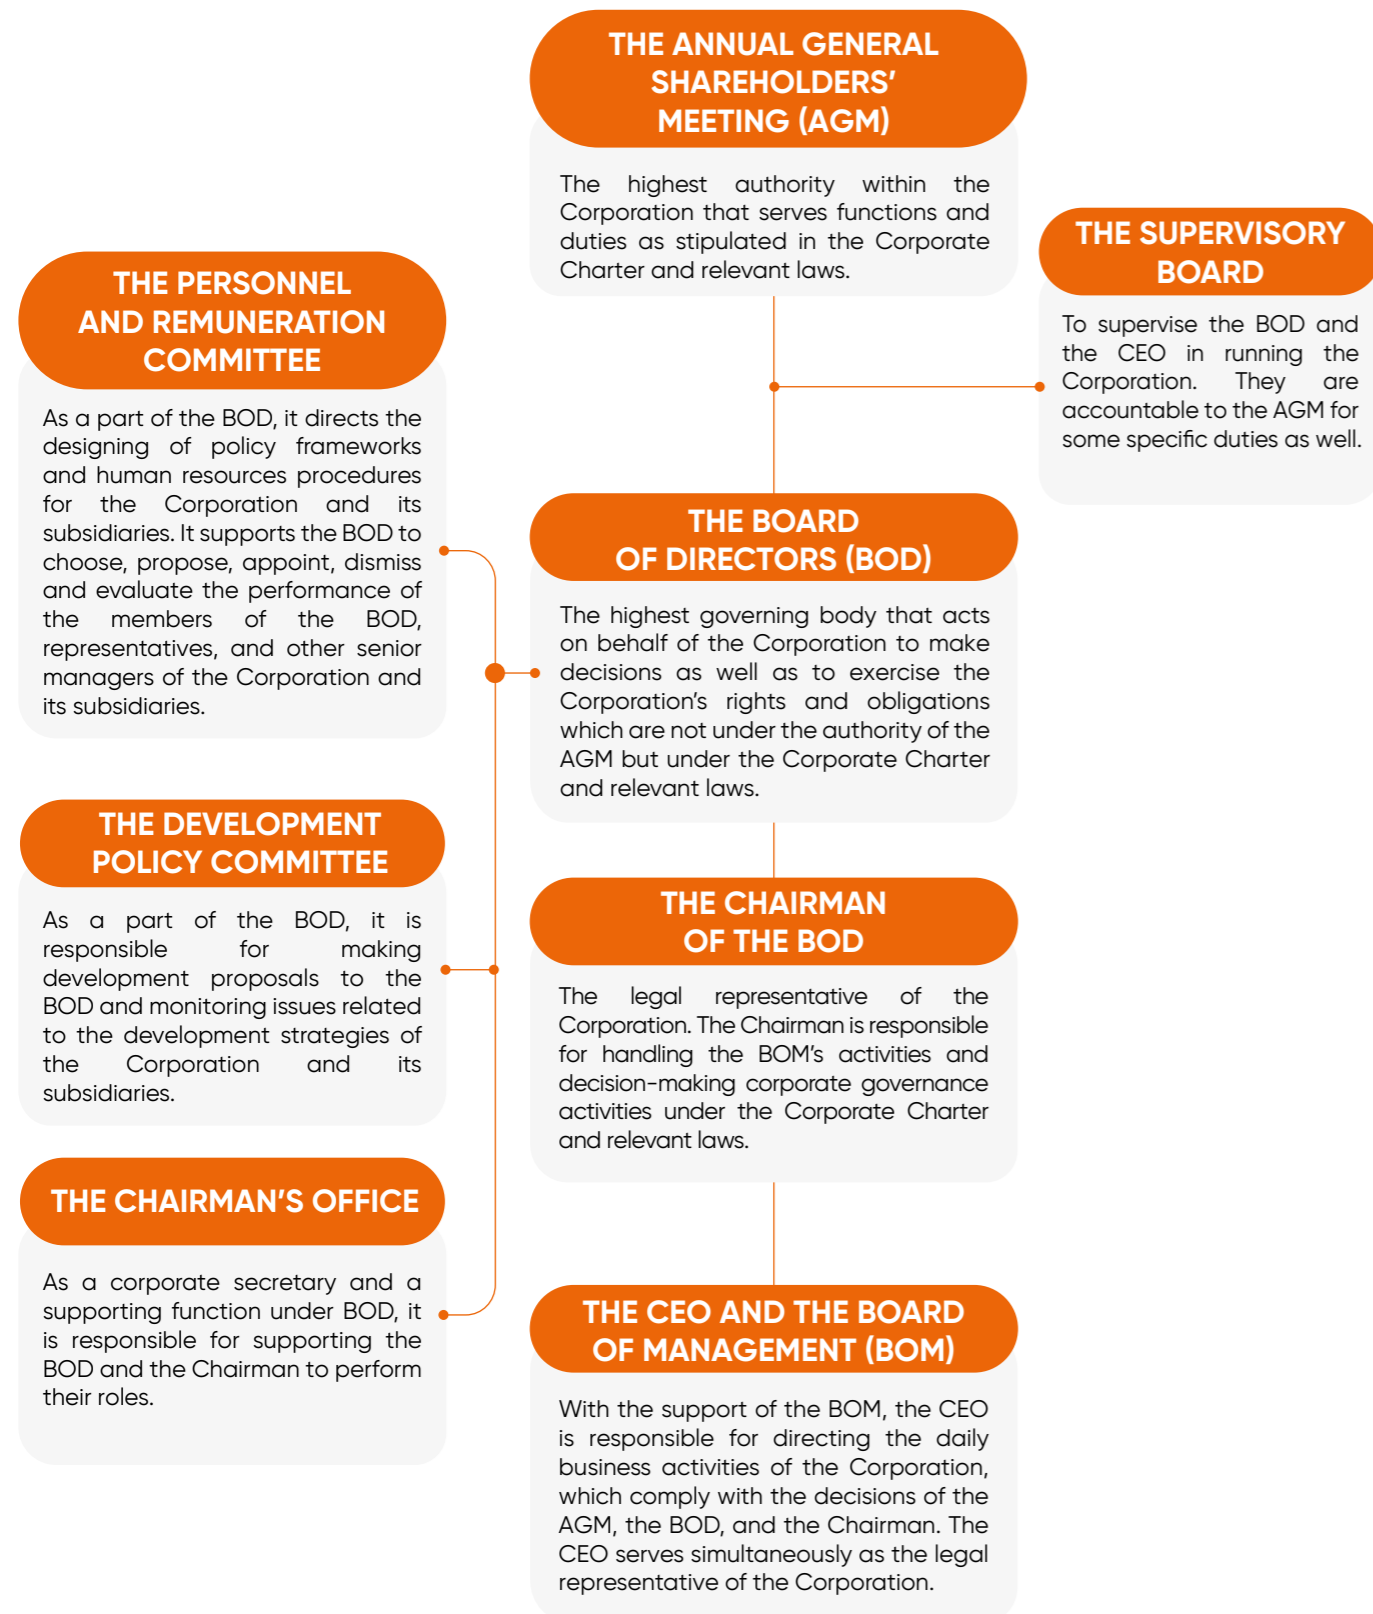 THE ANNUAL GENERAL
SHAREHOLDERS'
MEETING (AGM)
The highest authority within the
Corporation that serves functions and
duties as stipulated in the Corporate
Charter and relevant laws.
THE SUPERVISORY
BOARD
To supervise the BOD and
the CEO in running the
Corporation. They are
accountable to the AGM for
some specific duties as well.
THE PERSONNEL
AND REMUNERATION
COMMITTEE
As a part of the BOD, it directs the
designing of policy frameworks
and human resources procedures
for the Corporation and its
subsidiaries. It supports the BOD to
choose, propose, appoint, dismiss
and evaluate the performance of
the members of the BOD,
representatives, and other senior
managers of the Corporation and
its subsidiaries.
THE BOARD
OF DIRECTORS (BOD)
The highest governing body that acts
on behalf of the Corporation to make
decisions as well as to exercise the
Corporation's rights and obligations
which are not under the authority of the
AGM but under the Corporate Charter
and relevant laws.
THE DEVELOPMENT
POLICY COMMITTEE
As a part of the BOD, it is
responsible for making
development proposals to the
BOD and monitoring issues related
to the development strategies of
the Corporation and its
subsidiaries.
THE CHAIRMAN
OF THE BOD
The legal representative of the
Corporation. The Chairman is responsible
for handling the BOM's activities and
decision-making corporate governance
activities under the Corporate Charter
and relevant laws.
THE CHAIRMAN'S OFFICE
As a corporate secretary and a
supporting function under BOD, it
is responsible for supporting the
BOD and the Chairman to perform
their roles.
THE CEO AND THE BOARD
OF MANAGEMENT (BOM)
With the support of the BOM, the CEO
is responsible for directing the daily
business activities of the Corporation,
which comply with the decisions of the
AGM, the BOD, and the Chairman. The
CEO serves simultaneously as the legal
representative of the Corporation.